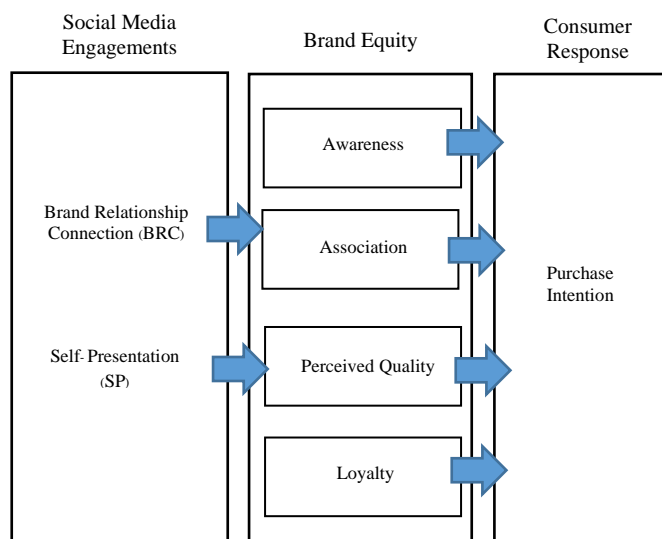 Social Media
Engagements
Brand Equity
Consumer
Response
Awareness
Brand Relationship
Connection (BRC)
Association
Purchase
Intention
Self- Presentation
(SP)
Perceived Quality
Loyalty